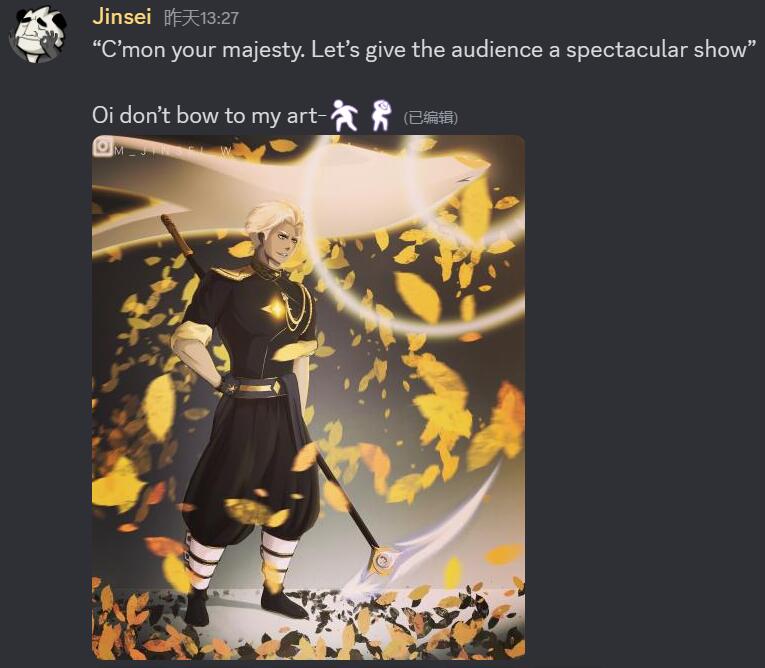 Jinsei 昨天13:27
“C’mon your majesty. Let’s give the audience a spectacular show”
Oi don’t bow to my art- (已编辑)
M_JINSEI_W